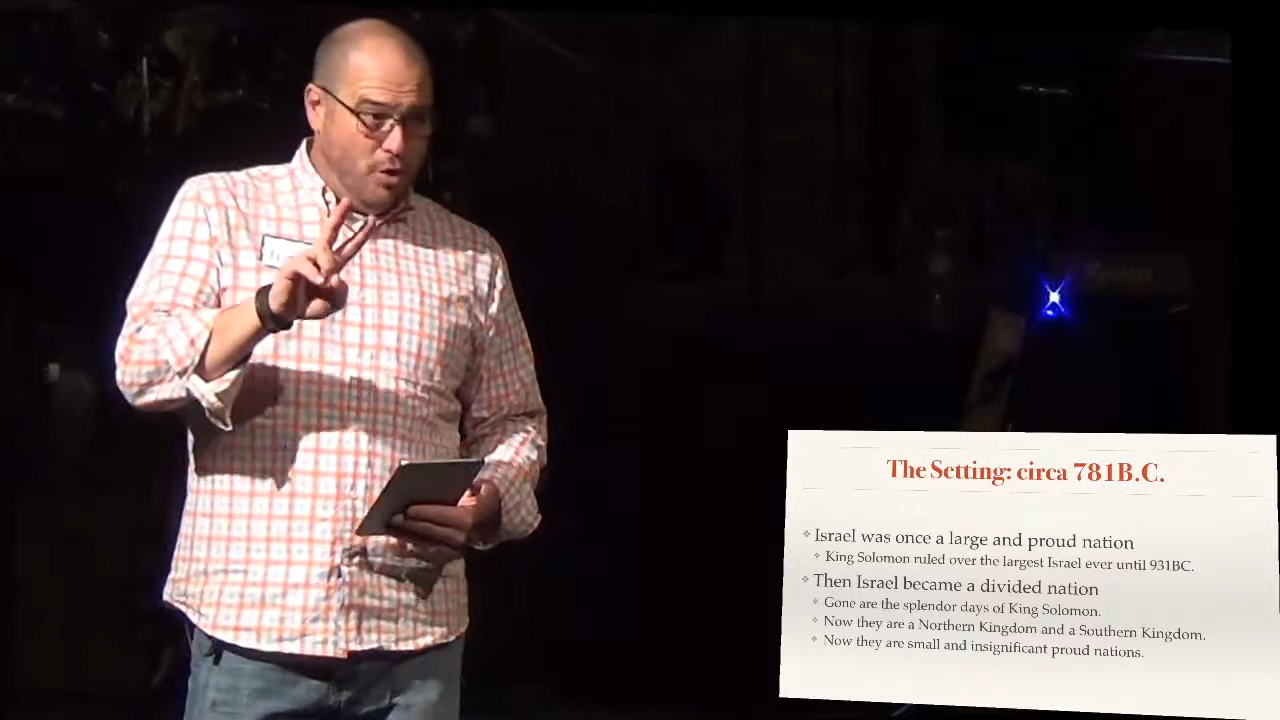 The Setting: circa 781B.C.
Israel was once a large and proud nation
King Solomon ruled over the largest Israel ever until 931BC.
Then Israel became a divided nation
Gone are the splendor days of King Solomon.
Now they are a Northern Kingdom and a Southern Kingdom.
Now they are small and insignificant proud nations.